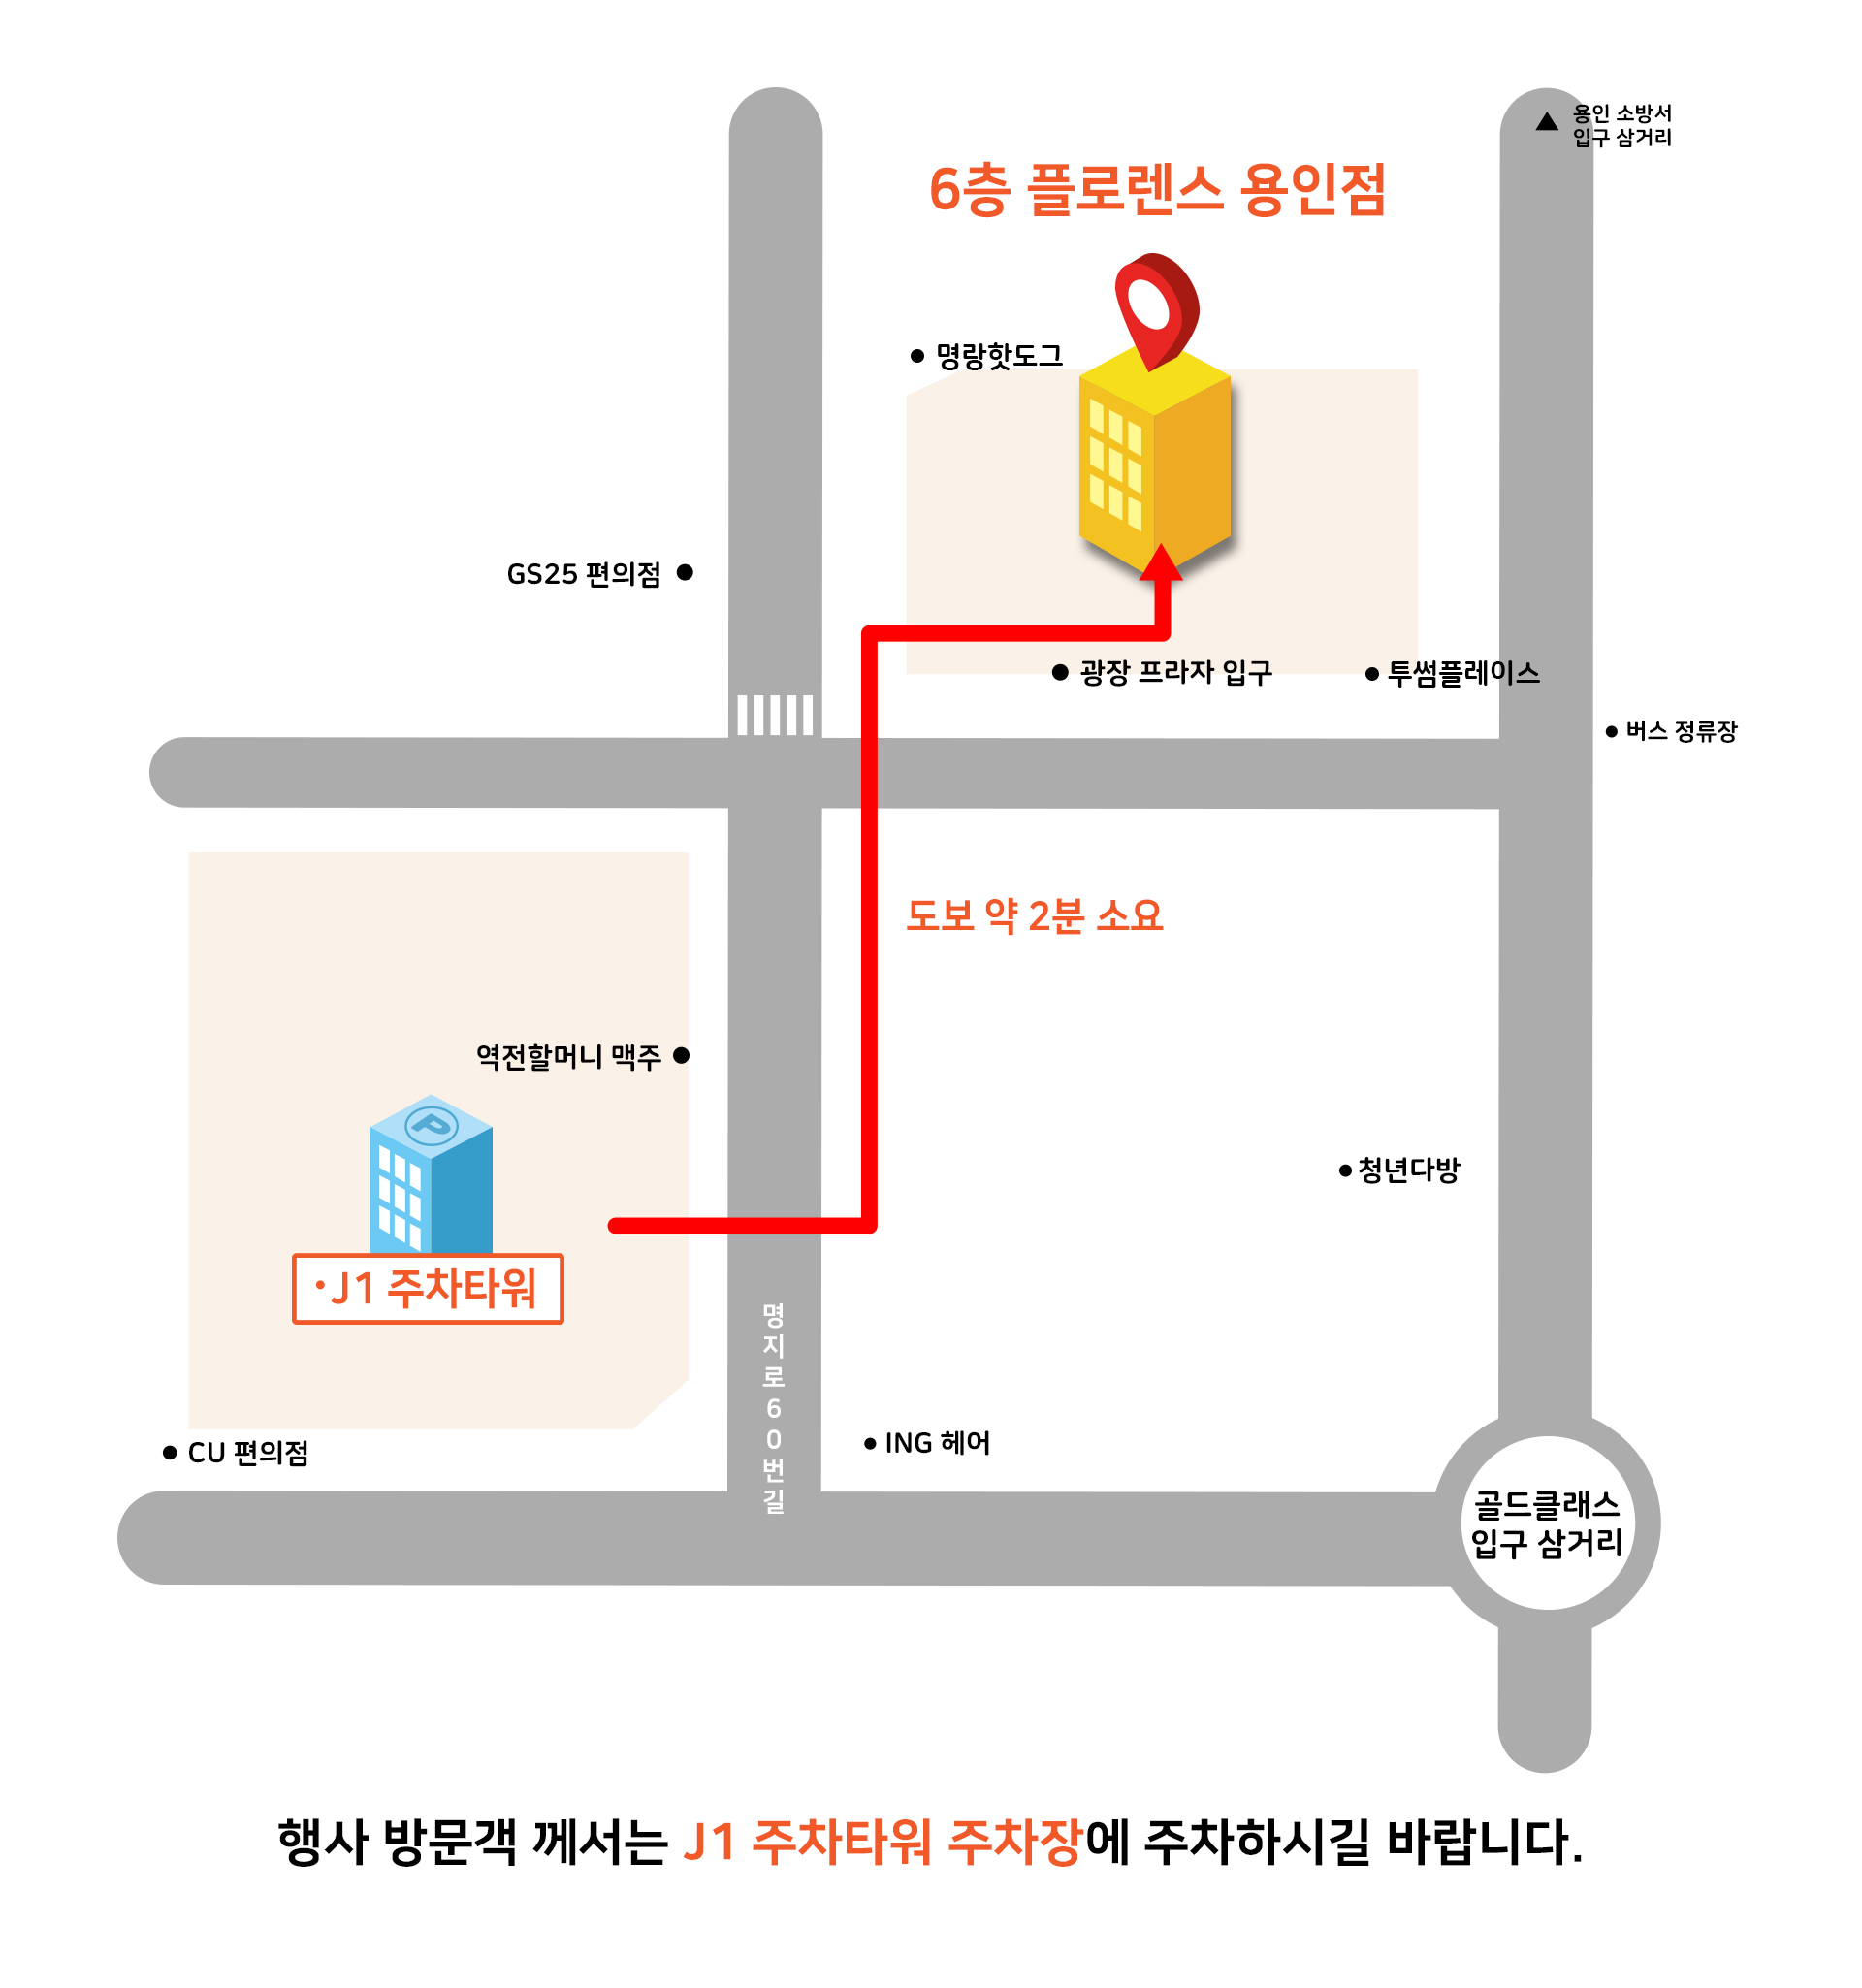 용인 소방서
입구 삼거리
6층 플로렌스 용인점
명랑핫도그
GS25 편의점
광장 프라자 입구
투썸플레이스
버스 정류장
도보 약 2분 소요
역전할머니 맥주
P
청년다방
J1 주차타워
명지로60번길
ING 헤어
CU 편의점
골드클래스
입구 삼거리
행사 방문객 께서는 J1 주차타워 주차장에 주차하시길 바랍니다.